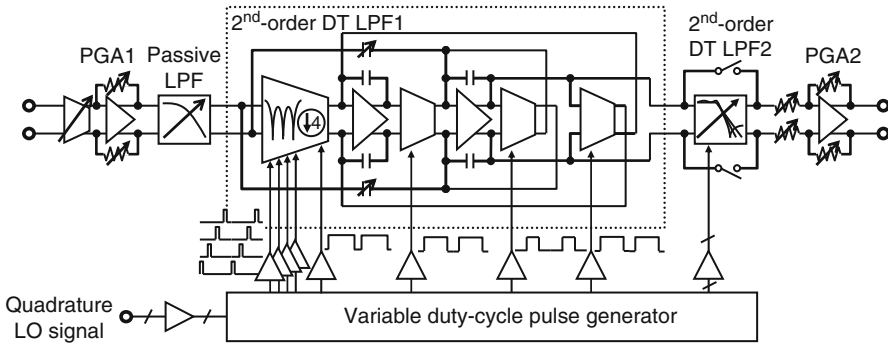 2nd-order DT LPF1
PGA1
Passive
LPF
↓4
2nd-order
DT LPF2
PGA2
Quadrature
LO signal
Variable duty-cycle pulse generator